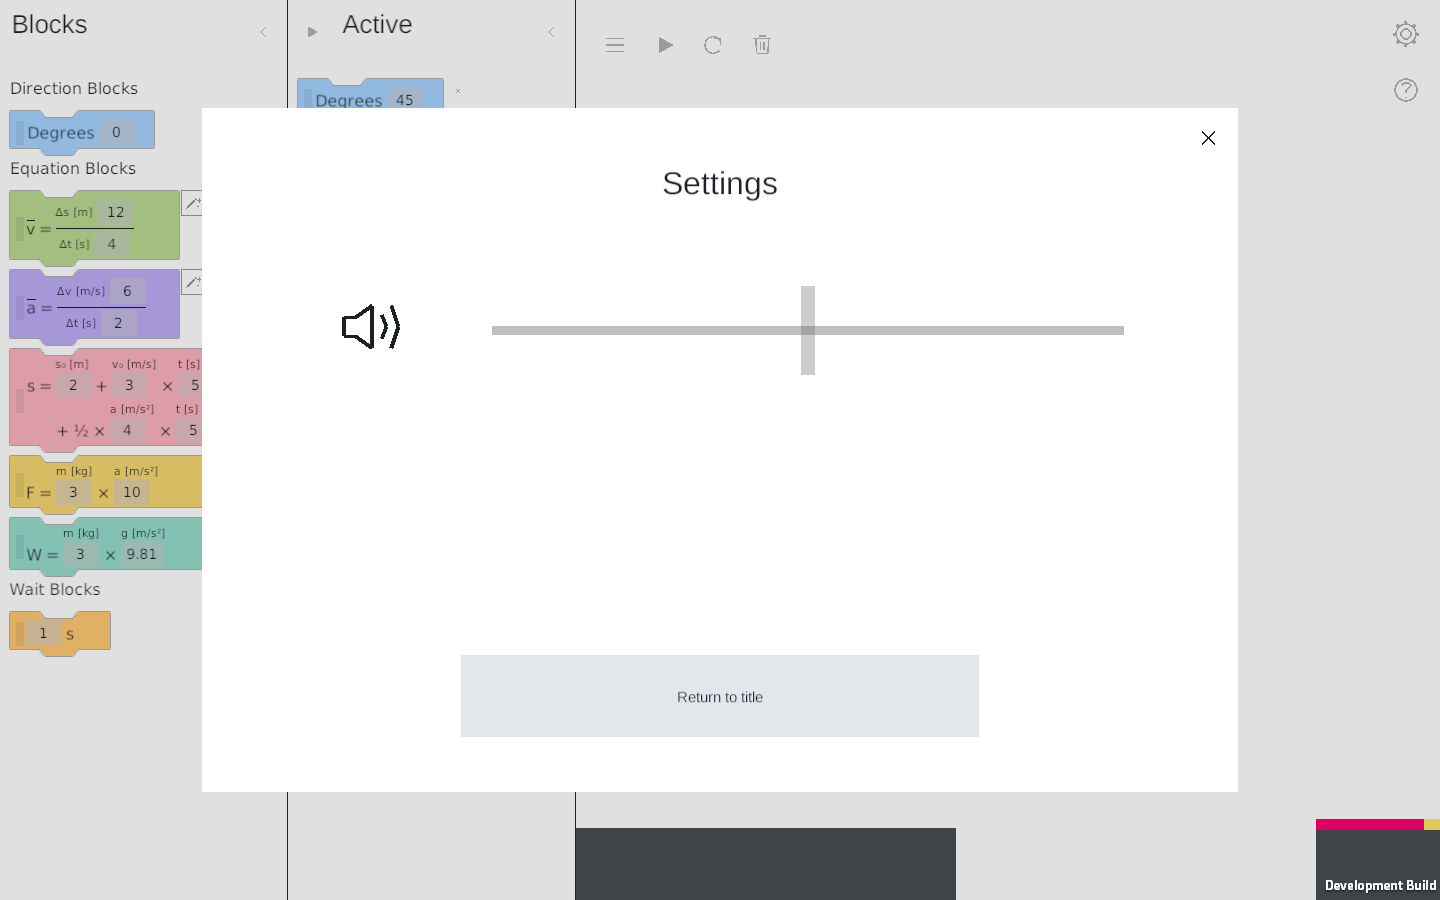 Blocks
Active
Direction Blocks
Degrees 0
Degrees 45
Equation Blocks
v̅ = Δs [m] 12
Δt [s] 4
a̅ = Δv [m/s] 6
Δt [s] 2
s₀ [m] v₀ [m/s] t [s]
s = 2 + 3 × 5
a [m/s²] t [s]
+ ½ × 4 × 5
m [kg] a [m/s²]
F = 3 × 10
m [kg] g [m/s²]
W = 3 × 9.81
Wait Blocks
1 s
Settings
Return to title
Development Build